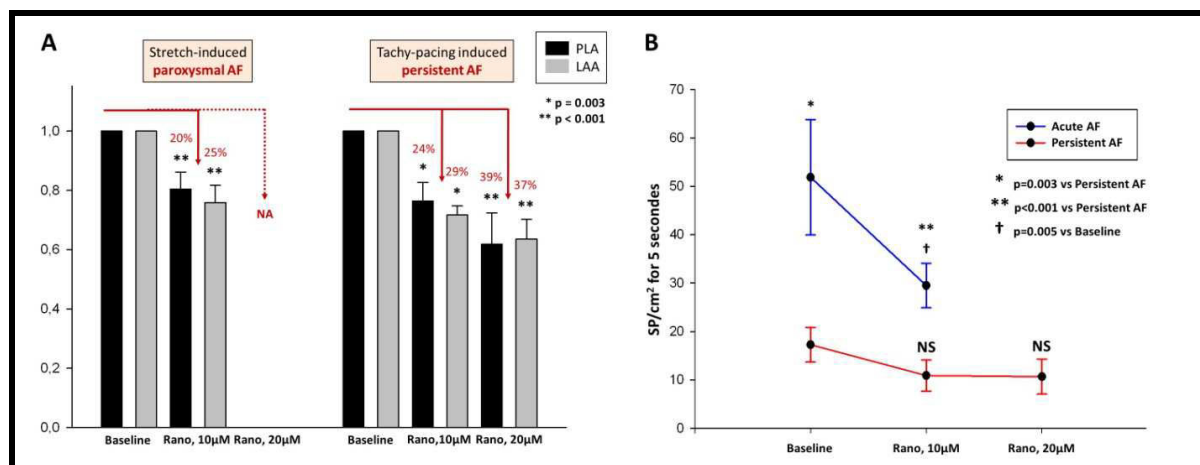 A
Stretch-induced
paroxysmal AF
Tachy-pacing induced
persistent AF
PLA
LAA
* p = 0.003
** p < 0.001
1,0
0,8
0,6
0,4
0,2
0,0
20%
**
25%
**
NA
24%
*
29%
*
39%
**
37%
**
Baseline Rano, 10µM Rano, 20µM
Baseline Rano,10µM Rano, 20µM
B
SP/cm² for 5 secondes
70
60
50
40
30
20
10
0
*
**
†
NS
NS
Acute AF
Persistent AF
* p=0.003 vs Persistent AF
** p<0.001 vs Persistent AF
† p=0.005 vs Baseline
Baseline Rano, 10µM Rano, 20µM